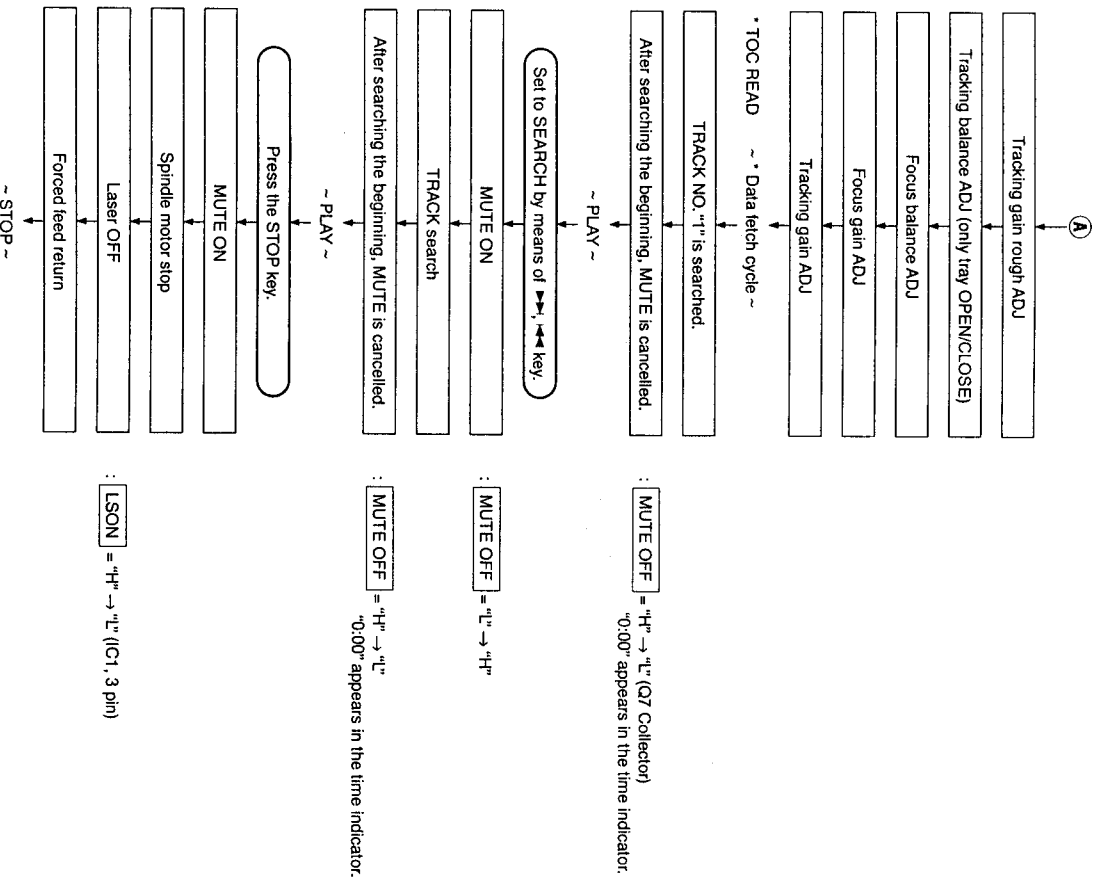 A
Tracking gain rough ADJ
Tracking balance ADJ (only tray OPEN/CLOSE)
Focus balance ADJ
Focus gain ADJ
Tracking gain ADJ
* TOC READ ~ * Data fetch cycle ~
TRACK NO. "1" is searched.
After searching the beginning, MUTE is cancelled. : MUTE OFF = "H" → "L" (Q7 Collector)
"0:00" appears in the time indicator.
~ PLAY ~
Set to SEARCH by means of ▶▶I, I◀◀ key.
MUTE ON : MUTE OFF = "L" → "H"
TRACK search
After searching the beginning, MUTE is cancelled. : MUTE OFF = "H" → "L"
"0:00" appears in the time indicator.
~ PLAY ~
Press the STOP key.
MUTE ON
Spindle motor stop
Laser OFF : LSON = "H" → "L" (IC1, 3 pin)
Forced feed return
~ STOP ~